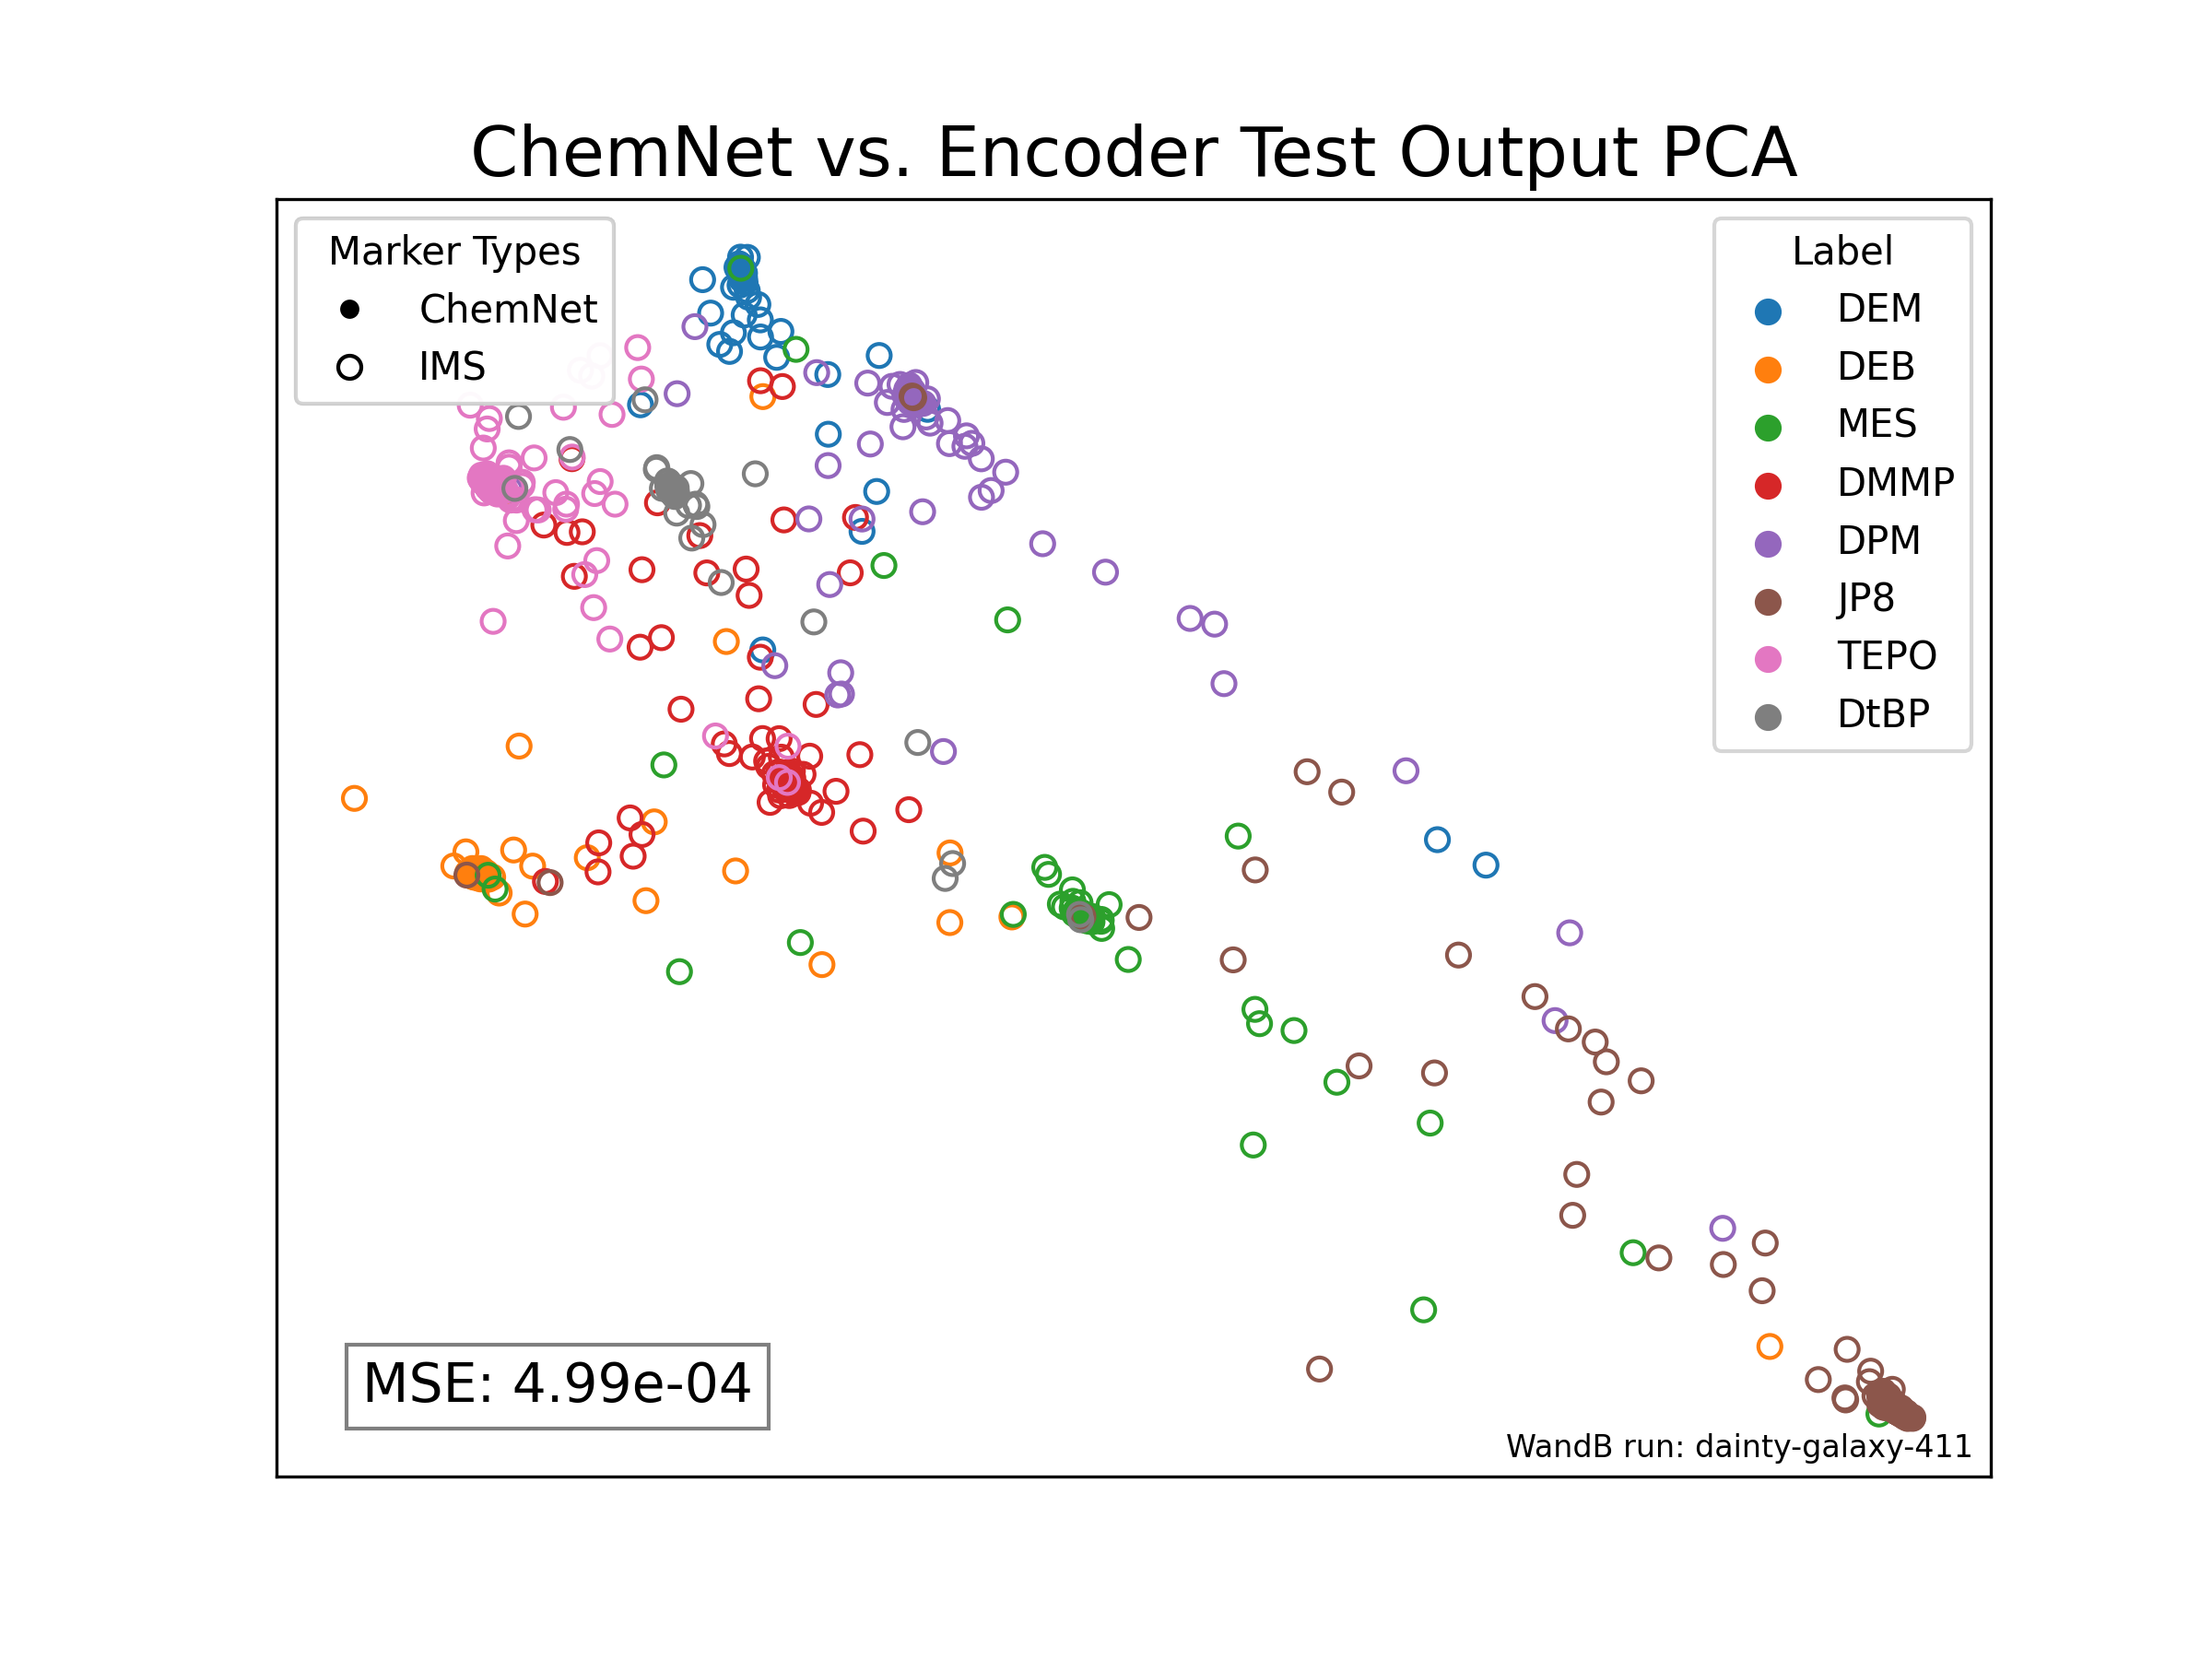 ChemNet vs. Encoder Test Output PCA
Marker Types
ChemNet
IMS
Label
DEM
DEB
MES
DMMP
DPM
JP8
TEPO
DtBP
MSE: 4.99e-04
WandB run: dainty-galaxy-411